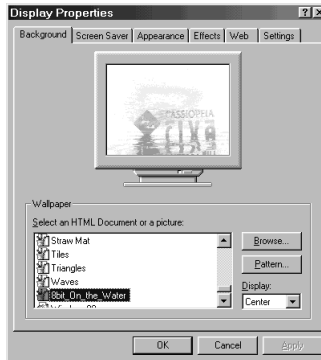 Display Properties
Background Screen Saver Appearance Effects Web Settings
CASSIOPEIA
Wallpaper
Select an HTML Document or a picture:
Straw Mat
Tiles
Triangles
Waves
8bit_On_the_Water
Browse...
Pattern...
Display:
Center
OK Cancel Apply